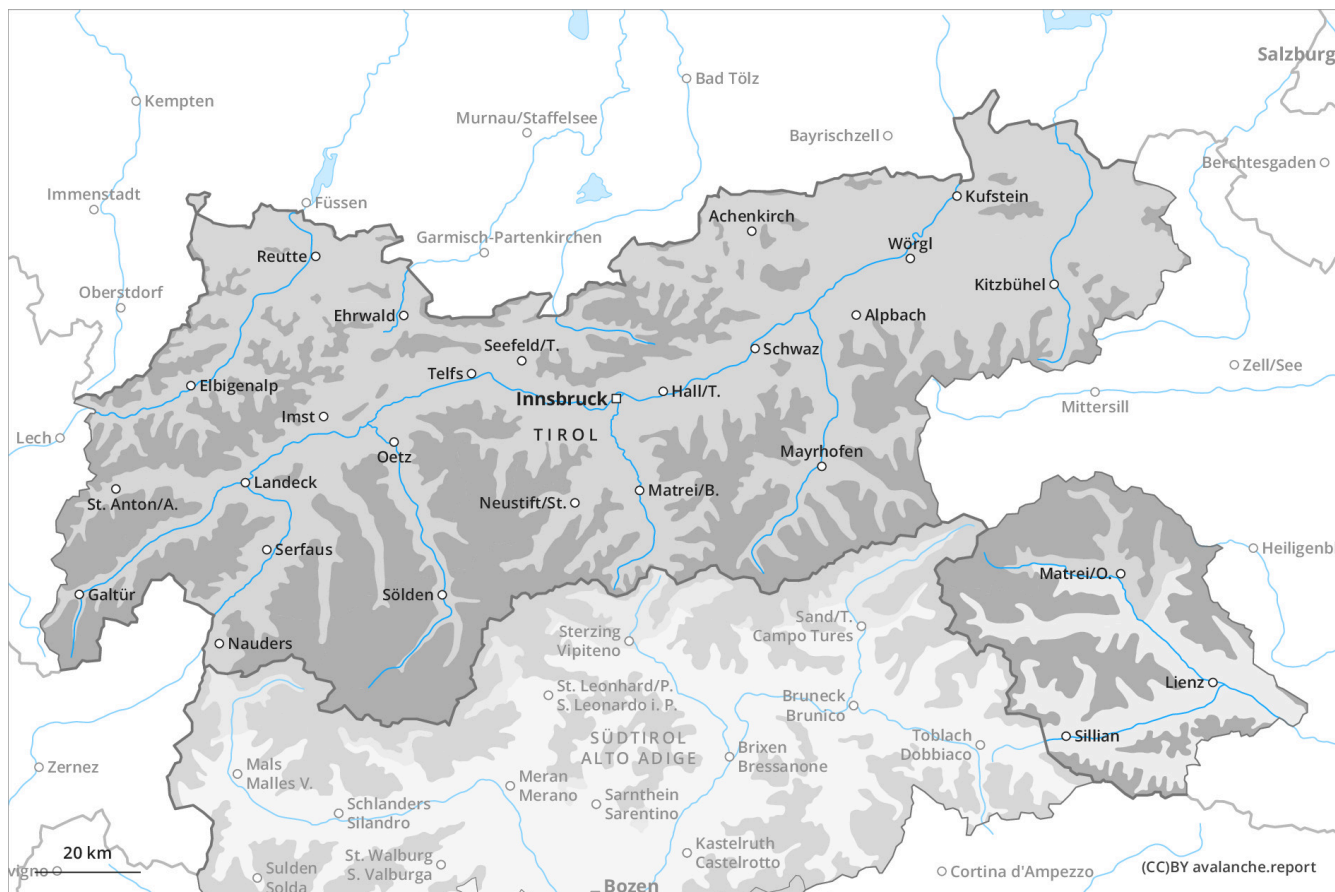 Salzburg
Bad Tölz
Kempten
Murnau/Staffelsee
Bayrischzell
Berchtesgaden
Immenstadt
Füssen
Kufstein
Achenkirch
Garmisch-Partenkirchen
Wörgl
Reutte
Kitzbühel
Oberstdorf
Ehrwald
Alpbach
Seefeld/T.
Schwaz
Zell/See
Telfs
Elbigenalp
Innsbruck
Hall/T.
Mittersill
Imst
TIROL
Lech
Oetz
Mayrhofen
Landeck
Matrei/B.
St. Anton/A.
Neustift/St.
Serfaus
Heiligenb
Matrei/O.
Galtür
Sölden
Sand/T.
Campo Tures
Sterzing
Vipiteno
Nauders
Lienz
St. Leonhard/P.
S. Leonardo i. P.
Bruneck
Brunico
SÜDTIROL
ALTO ADIGE
Toblach
Dobbiaco
Sillian
Brixen
Bressanone
Zernez
Mals
Malles V.
Meran
Merano
Sarnthein
Sarentino
Schlanders
Silandro
Kastelruth
Castelrotto
20 km
St. Walburg
S. Valburga
vigno
Sulden
Solda
Cortina d'Ampezzo
(CC)BY avalanche.report
Bozen